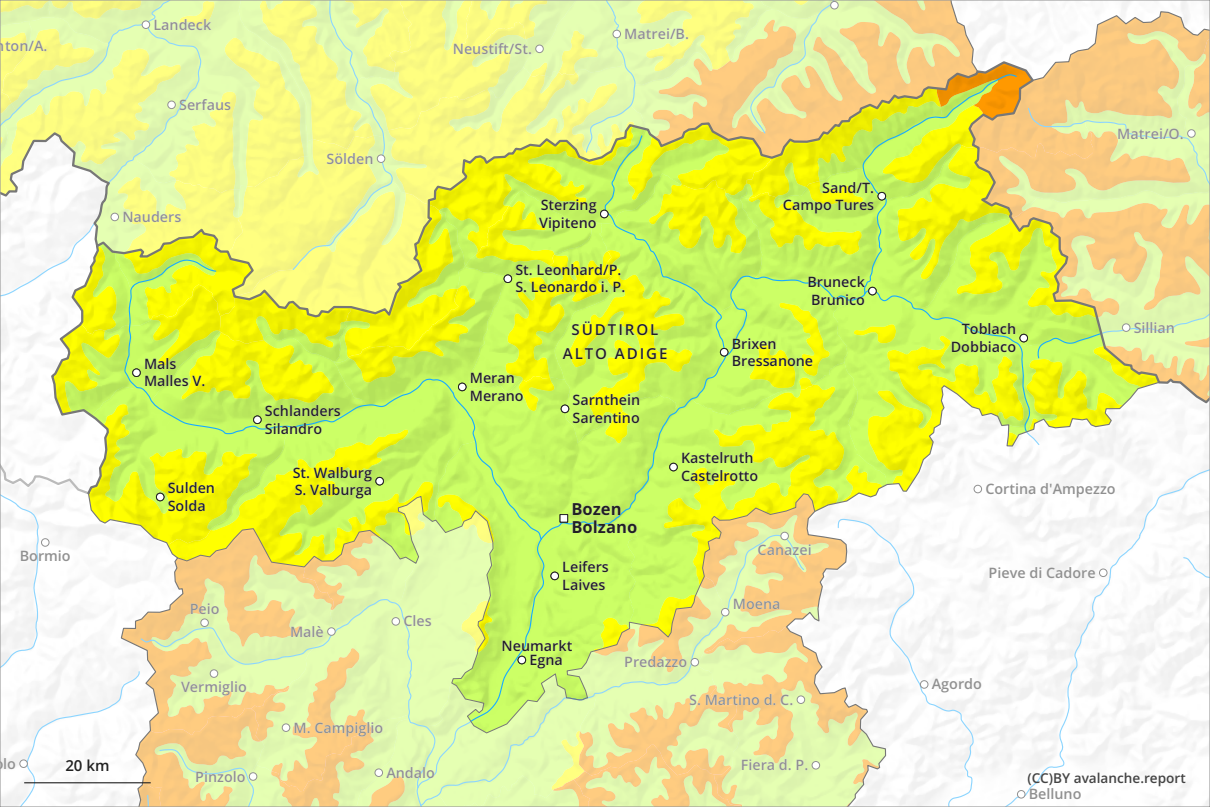 Landeck
nton/A.
Neustift/St.
Matrei/B.
Serfaus
Matrei/O.
Sölden
Nauders
Sand/T.
Campo Tures
Sterzing
Vipiteno
St. Leonhard/P.
S. Leonardo i. P.
Bruneck
Brunico
SÜDTIROL
ALTO ADIGE
Toblach
Dobbiaco
Sillian
Brixen
Bressanone
Mals
Malles V.
Meran
Merano
Schlanders
Silandro
Sarnthein
Sarentino
Kastelruth
Castelrotto
St. Walburg
S. Valburga
Sulden
Solda
Cortina d'Ampezzo
Bozen
Bolzano
Bormio
Canazei
Leifers
Laives
Pieve di Cadore
Peio
Moena
Cles
Malè
Neumarkt
Egna
Predazzo
Vermiglio
Agordo
S. Martino d. C.
M. Campiglio
olo
20 km
Pinzolo
Andalo
Fiera d. P.
(CC)BY avalanche.report
Belluno